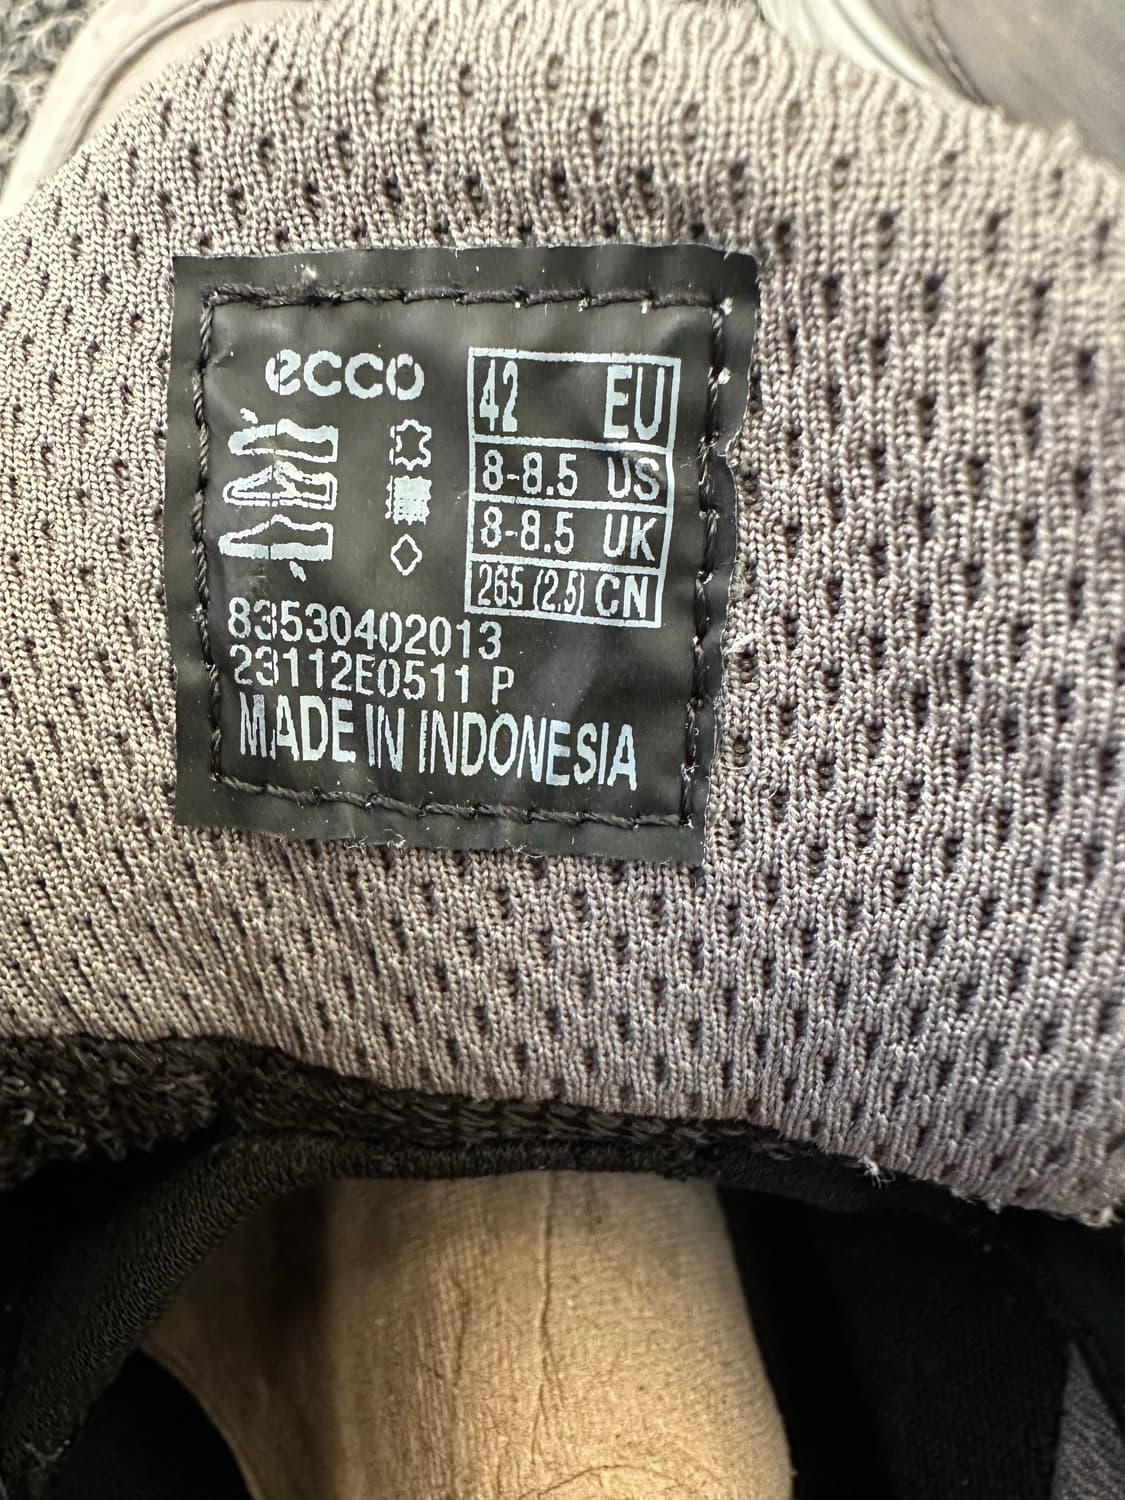 ecco
42 EU
8-8.5 US
8-8.5 UK
265 (2.5) CN
83530402013
23112E0511 P
MADE IN INDONESIA